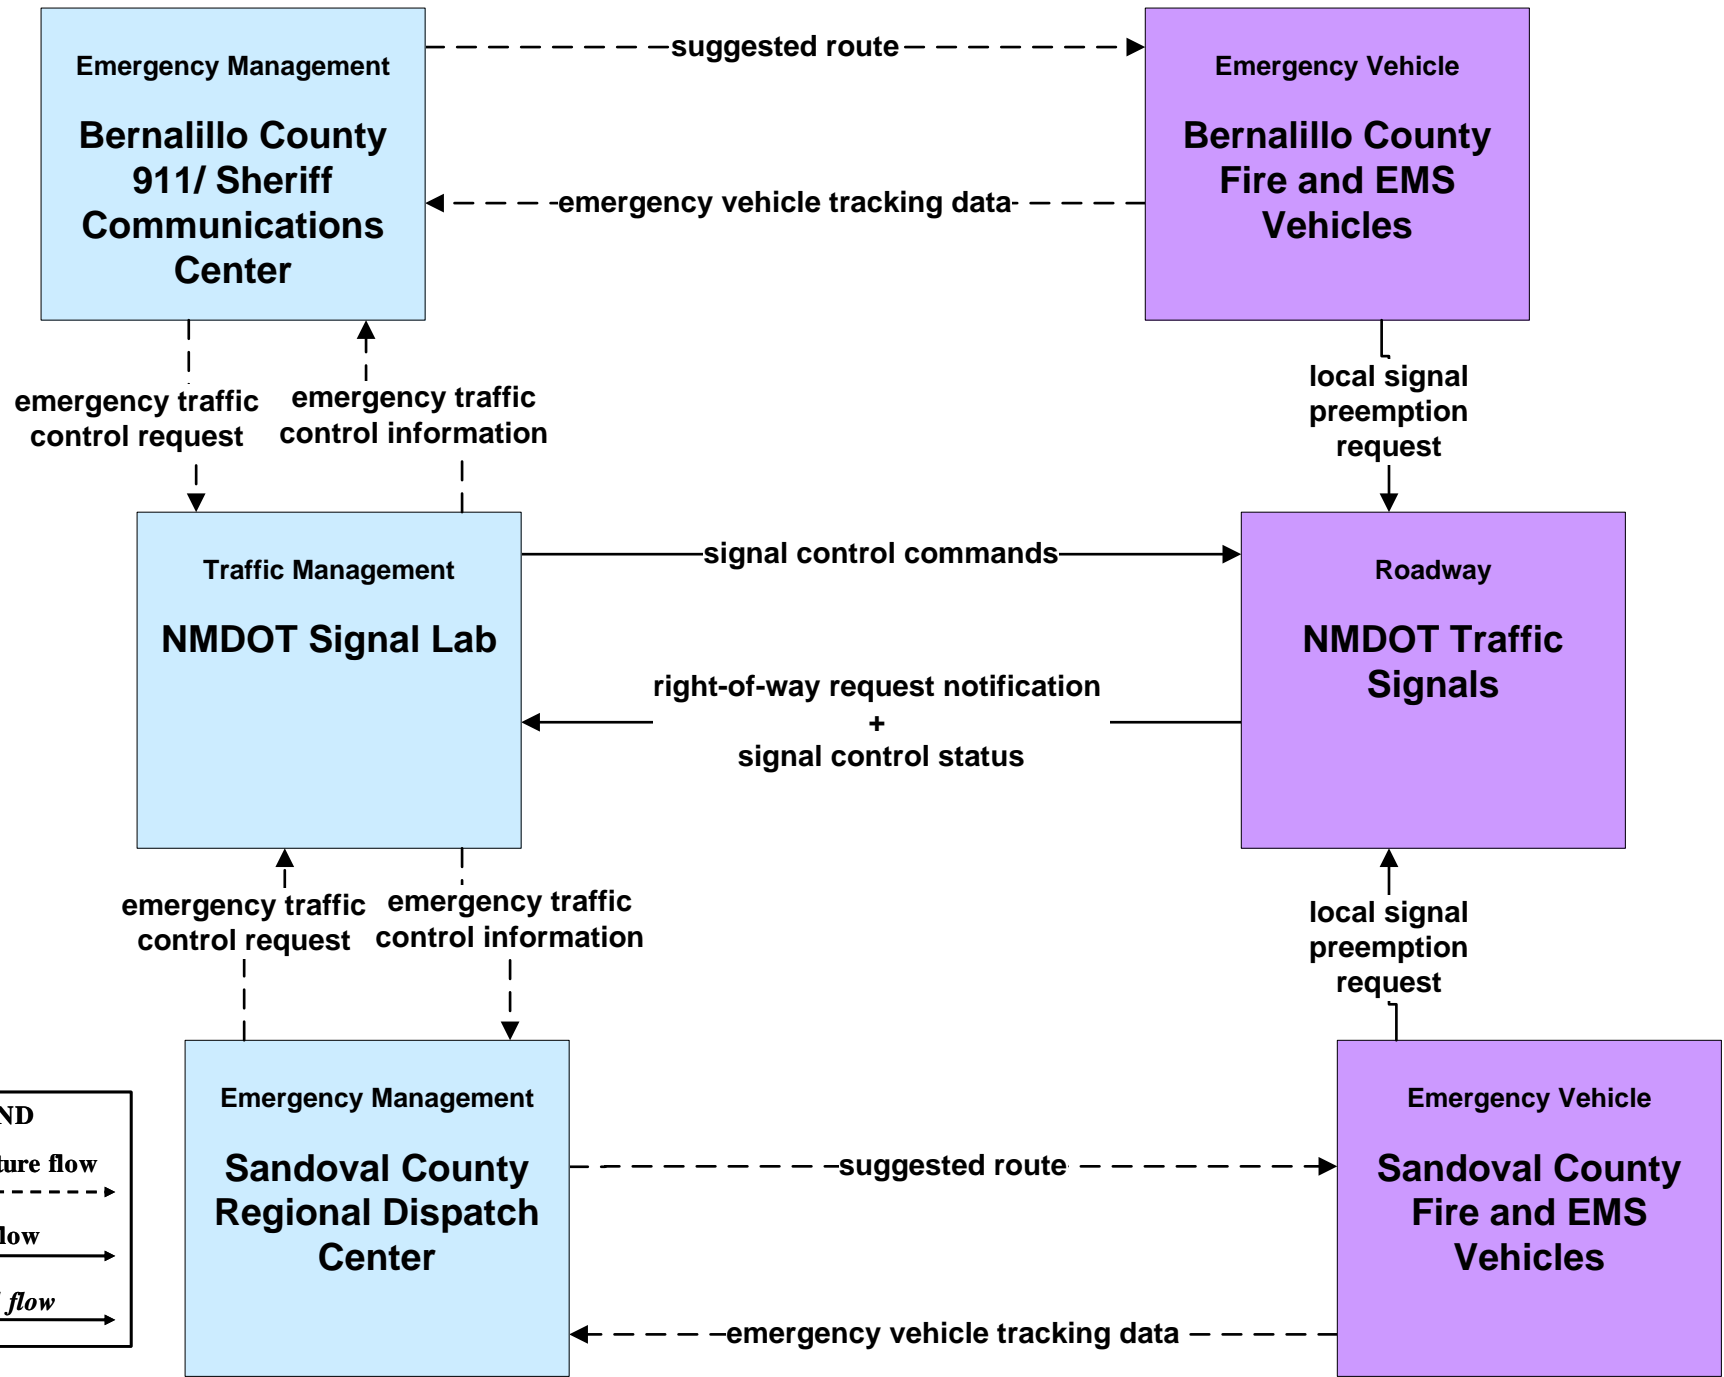 Emergency Management
Bernalillo County
911/ Sheriff
Communications
Center
suggested route
emergency vehicle tracking data
Emergency Vehicle
Bernalillo County
Fire and EMS
Vehicles
emergency traffic
control request
emergency traffic
control information
local signal
preemption
request
Traffic Management
NMDOT Signal Lab
signal control commands
right-of-way request notification
+
signal control status
Roadway
NMDOT Traffic
Signals
emergency traffic
control request
emergency traffic
control information
local signal
preemption
request
Emergency Management
Sandoval County
Regional Dispatch
Center
suggested route
emergency vehicle tracking data
Emergency Vehicle
Sandoval County
Fire and EMS
Vehicles
ND
ture flow
low
flow